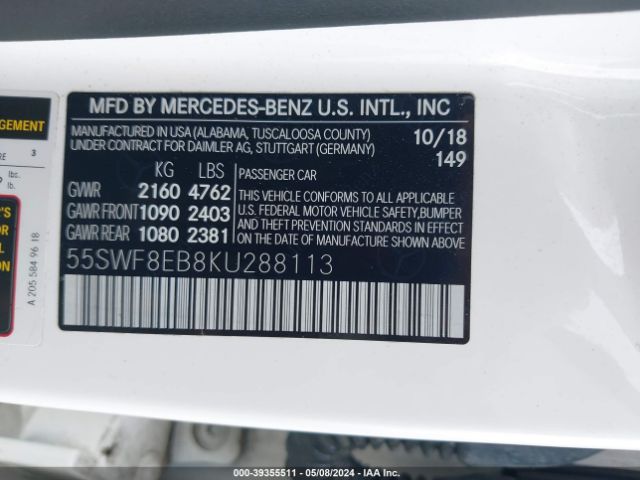 MFD BY MERCEDES-BENZ U.S. INTL., INC
MANUFACTURED IN USA (ALABAMA, TUSCALOOSA COUNTY) 10/18
UNDER CONTRACT FOR DAIMLER AG, STUTTGART (GERMANY) 149
KG LBS
GWR 2160 4762
GAWR FRONT 1090 2403
GAWR REAR 1080 2381
PASSENGER CAR
THIS VEHICLE CONFORMS TO ALL APPLICABLE
U.S. FEDERAL MOTOR VEHICLE SAFETY,BUMPER
AND THEFT PREVENTION STANDARDS IN EFFECT
ON THE DATE OF MANUFACTURE SHOWN ABOVE.
55SWF8EB8KU288113
3
lbs.
lb.
A 205 584 96 18
000-39355511 - 05/08/2024 - IAA Inc.